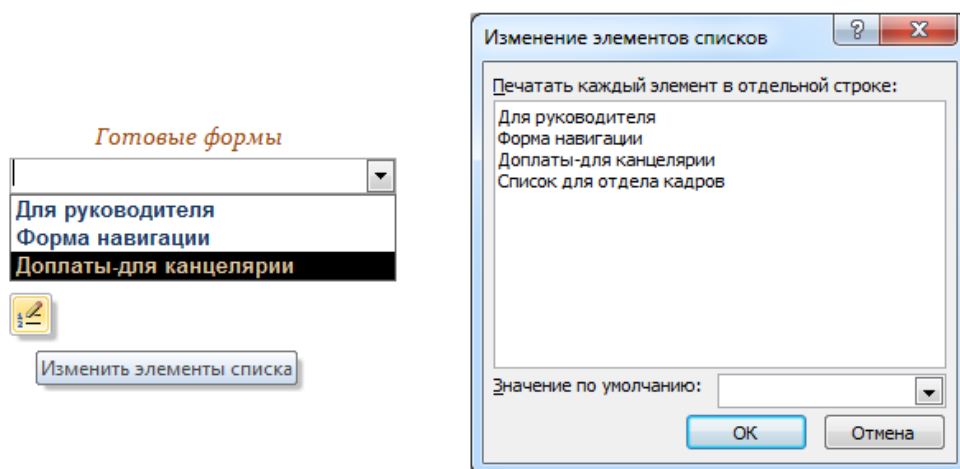 Готовые формы
Для руководителя
Форма навигации
Доплаты-для канцелярии
Изменить элементы списка
Изменение элементов списков
Печатать каждый элемент в отдельной строке:
Для руководителя
Форма навигации
Доплаты-для канцелярии
Список для отдела кадров
Значение по умолчанию:
ОК Отмена